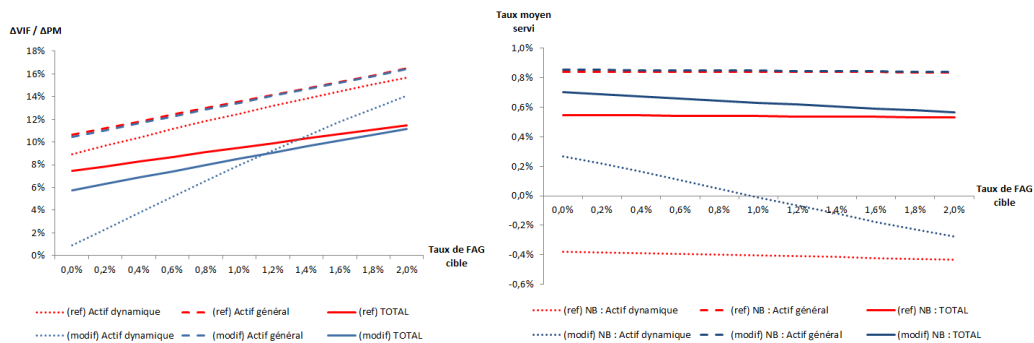 ΔVIF / ΔPM
18%
16%
14%
12%
10%
8%
6%
4%
2%
0%
0,0% 0,2% 0,4% 0,6% 0,8% 1,0% 1,2% 1,4% 1,6% 1,8% 2,0%
Taux de FAG
cible
(ref) Actif dynamique (ref) Actif général (ref) TOTAL
(modif) Actif dynamique (modif) Actif général (modif) TOTAL
Taux moyen
servi
1,0%
0,8%
0,6%
0,4%
0,2%
0,0%
-0,2%
-0,4%
-0,6%
0,0% 0,2% 0,4% 0,6% 0,8% 1,0% 1,2% 1,4% 1,6% 1,8% 2,0%
Taux de FAG
cible
(ref) NB : Actif dynamique (ref) NB : Actif général (ref) NB : TOTAL
(modif) NB : Actif dynamique (modif) NB : Actif général (modif) NB : TOTAL